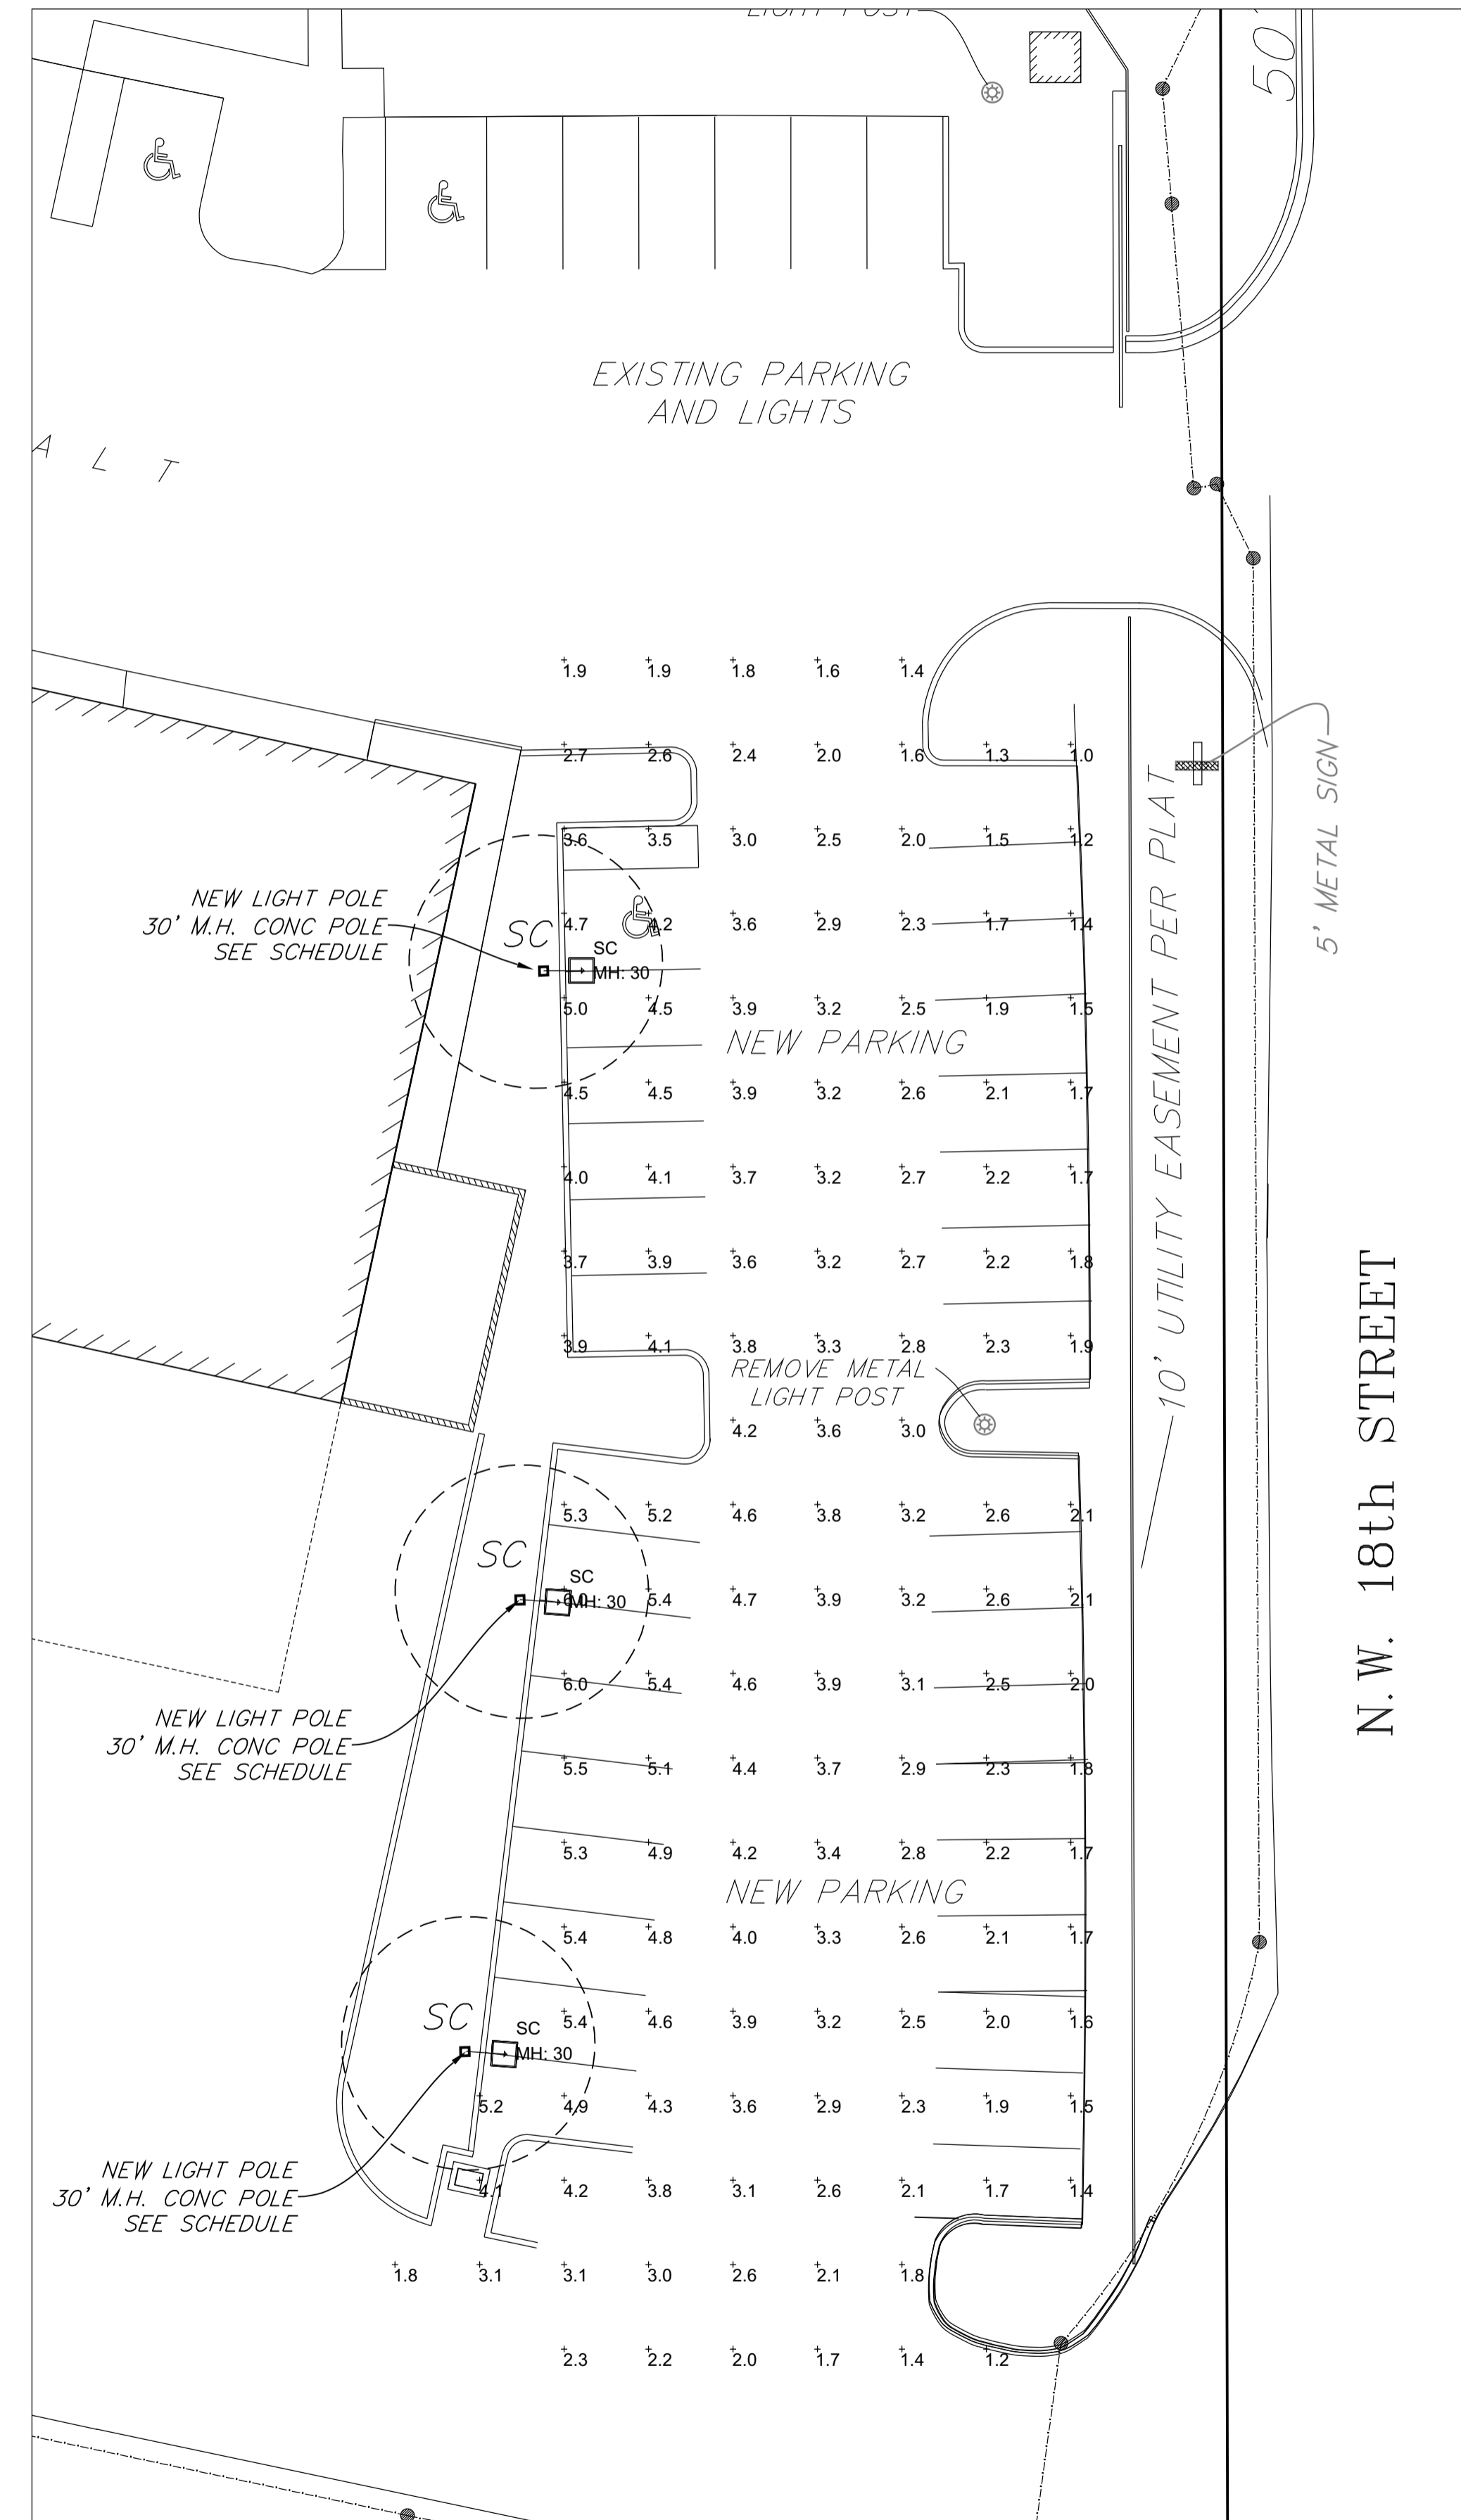 50
EXISTING PARKING
AND LIGHTS
A L T
1.9 1.9 1.8 1.6 1.4
2.7 2.6 2.4 2.0 1.6 1.3 1.0
3.6 3.5 3.0 2.5 2.0 1.5 1.2
NEW LIGHT POLE
30' M.H. CONC POLE
SEE SCHEDULE
SC
4.7 4.2 3.6 2.9 2.3 1.7 1.4
SC
MH: 30
5.0 4.5 3.9 3.2 2.5 1.9 1.5
NEW PARKING
4.5 4.5 3.9 3.2 2.6 2.1 1.7
4.0 4.1 3.7 3.2 2.7 2.2 1.7
3.7 3.9 3.6 3.2 2.7 2.2 1.8
3.9 4.1 3.8 3.3 2.8 2.3 1.9
REMOVE METAL
LIGHT POST
4.2 3.6 3.0
5.3 5.2 4.6 3.8 3.2 2.6 2.1
SC
SC
MH: 30
6.0 5.4 4.7 3.9 3.2 2.6 2.1
6.0 5.4 4.6 3.9 3.1 2.5 2.0
NEW LIGHT POLE
30' M.H. CONC POLE
SEE SCHEDULE
5.5 5.1 4.4 3.7 2.9 2.3 1.8
5.3 4.9 4.2 3.4 2.8 2.2 1.7
NEW PARKING
5.4 4.8 4.0 3.3 2.6 2.1 1.7
SC
5.4 4.6 3.9 3.2 2.5 2.0 1.6
SC
MH: 30
5.2 4.9 4.3 3.6 2.9 2.3 1.9 1.5
NEW LIGHT POLE
30' M.H. CONC POLE
SEE SCHEDULE
4.1 4.2 3.8 3.1 2.6 2.1 1.7 1.4
1.8 3.1 3.1 3.0 2.6 2.1 1.8
2.3 2.2 2.0 1.7 1.4 1.2
10' UTILITY EASEMENT PER PLAT
5' METAL SIGN
N.W. 18th STREET